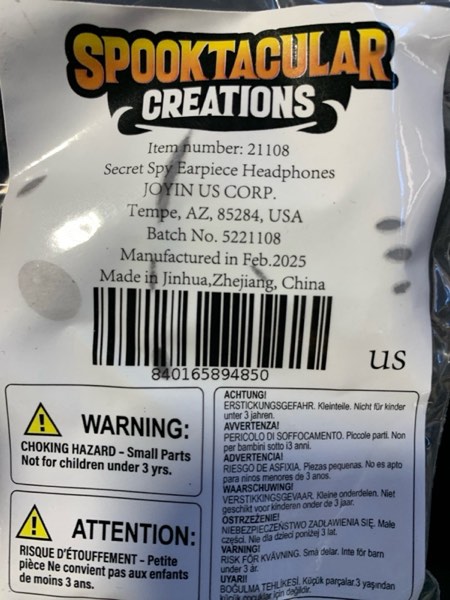 SPOOKTACULAR
CREATIONS
Item number: 21108
Secret Spy Earpiece Headphones
JOYIN US CORP.
Tempe, AZ, 85284, USA
Batch No. 5221108
Manufactured in Feb.2025
Made in Jinhua,Zhejiang, China
840165894850
US
WARNING:
CHOKING HAZARD – Small Parts
Not for children under 3 yrs.
ATTENTION:
RISQUE D'ÉTOUFFEMENT – Petite
pièce Ne convient pas aux enfants
de moins 3 ans.
ACHTUNG!
ERSTICKUNGSGEFAHR. Kleinteile. Nicht für kinder
unter 3 jahren.
AVVERTENZA!
PERICOLO DI SOFFOCAMENTO. Piccole parti. Non
per bambini sotto i3 anni.
ADVERTENCIA!
RIESGO DE ASFIXIA. Piezas pequenas. No es apto
para ninos menores de 3 anos.
WAARSCHUWING!
VERSTIKKINGSGEVAAR. Kleine onderdelen. Niet
geschikt voor kinderen onder de 3 jaar.
OSTRZEŻENIE!
NIEBEZPIECZEŃSTWO ZADŁAWIENIA SIĘ. Małe
części. Nie dla dzieci poniżej 3 lat.
VARNING!
RISK FÖR KVÄVNING. Små delar. Inte för barn
under 3 år.
UYARI!
BOĞULMA TEHLİKESİ. Küçük parçalar.3 yaşından
küçük çocuklar için değildir.